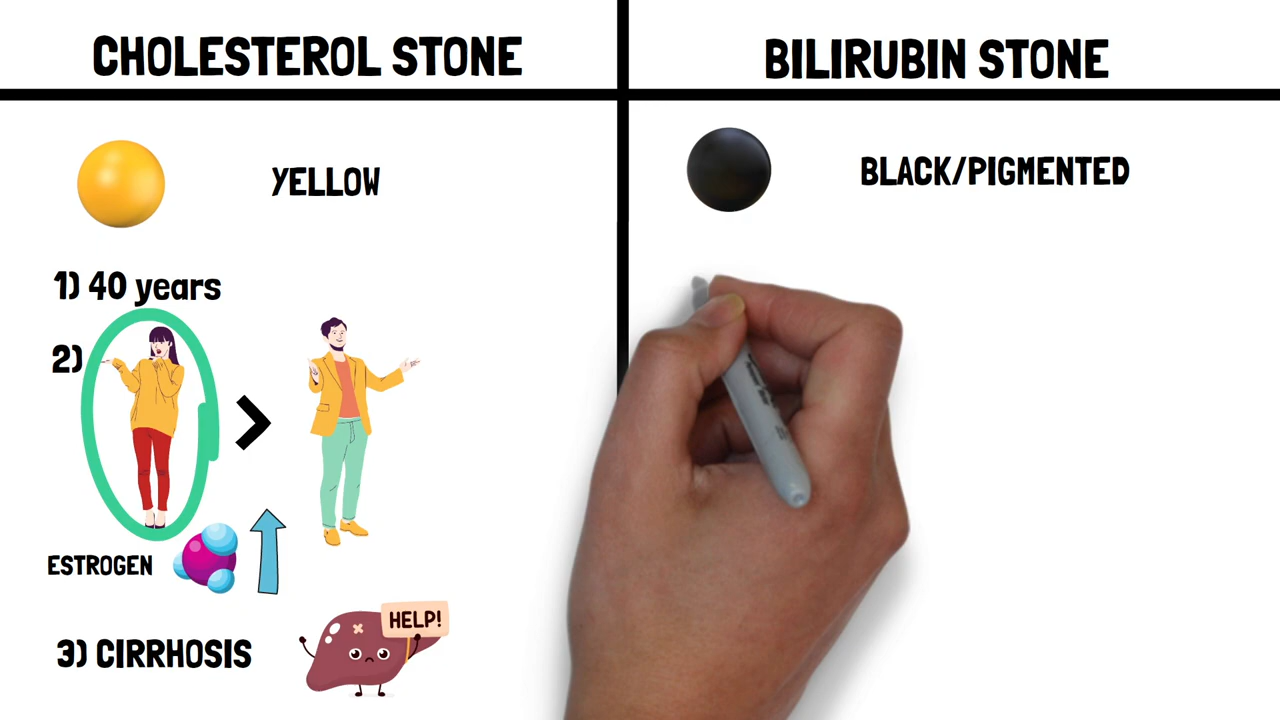 CHOLESTEROL STONE
BILIRUBIN STONE
YELLOW
BLACK/PIGMENTED
1) 40 years
2)
>
ESTROGEN
3) CIRRHOSIS
HELP!